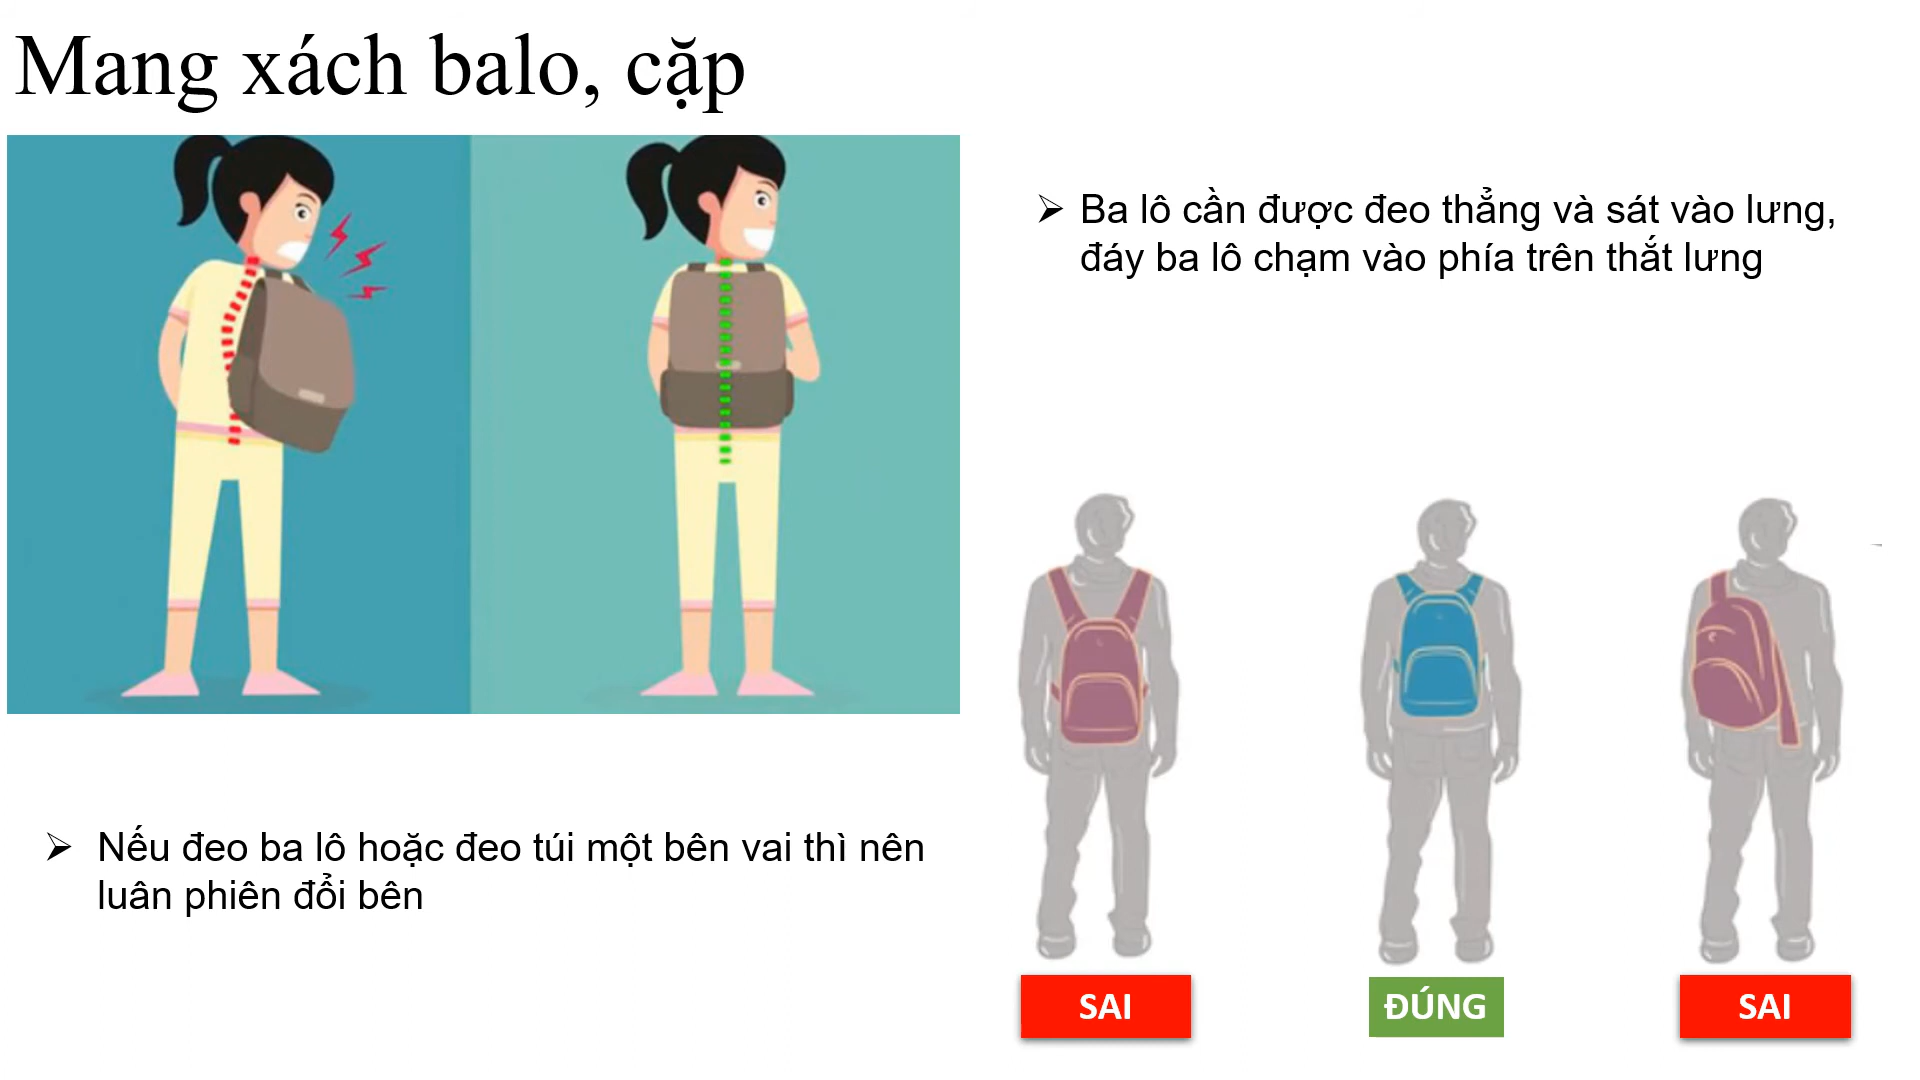 Mang xách balo, cặp
Ba lô cần được đeo thẳng và sát vào lưng,
đáy ba lô chạm vào phía trên thắt lưng
Nếu đeo ba lô hoặc đeo túi một bên vai thì nên
luân phiên đổi bên
SAI
ĐÚNG
SAI